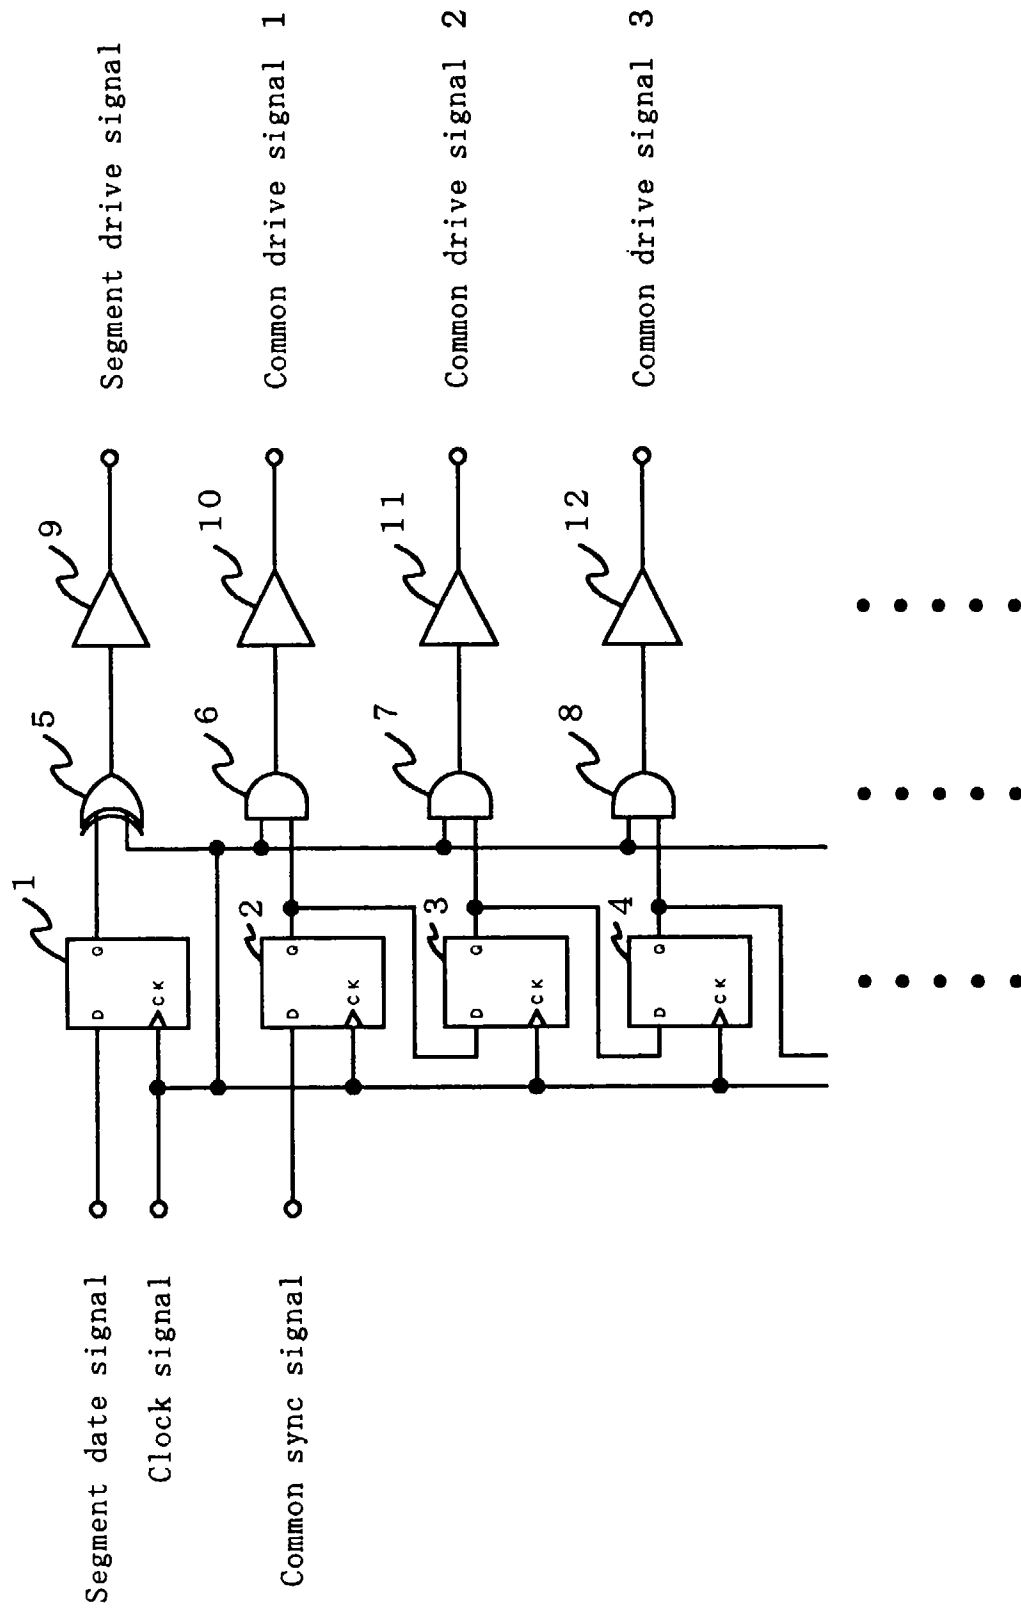 Segment date signal
Clock signal
Common sync signal
1
D
Q
CK
2
D
Q
CK
3
D
Q
CK
4
D
Q
CK
5
6
7
8
9
10
11
12
Segment drive signal
Common drive signal 1
Common drive signal 2
Common drive signal 3